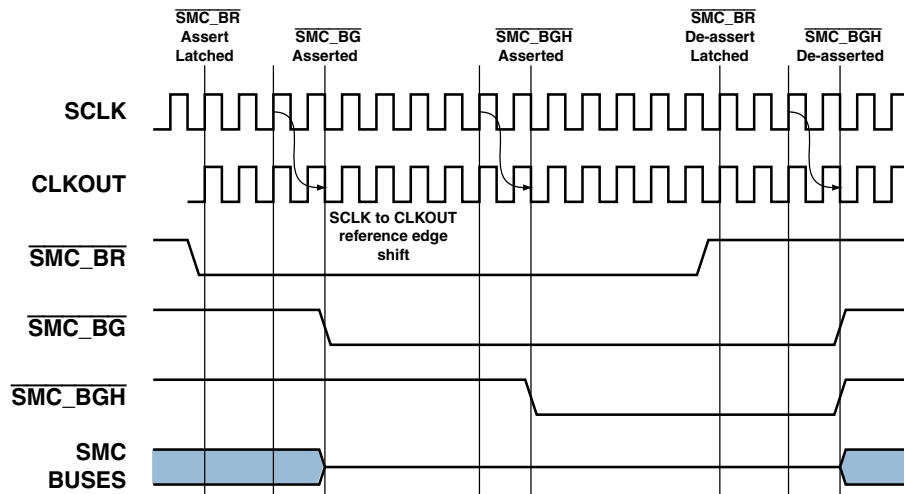 SMC_BR
Assert
Latched
SMC_BG
Asserted
SMC_BGH
Asserted
SMC_BR
De-assert
Latched
SMC_BGH
De-asserted
SCLK
CLKOUT
SCLK to CLKOUT
reference edge
shift
SMC_BR
SMC_BG
SMC_BGH
SMC
BUSES